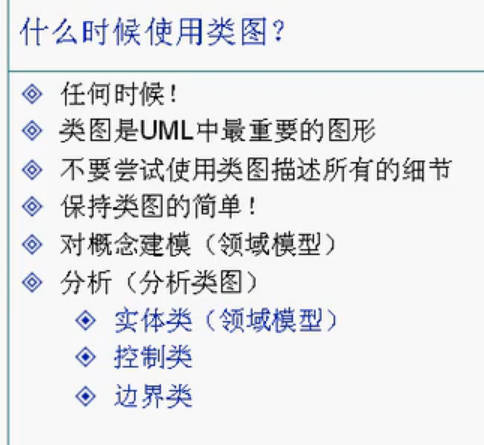 什么时候使用类图?
任何时候!
类图是UML中最重要的图形
不要尝试使用类图描述所有的细节
保持类图的简单!
对概念建模（领域模型）
分析（分析类图）
实体类（领域模型）
控制类
边界类